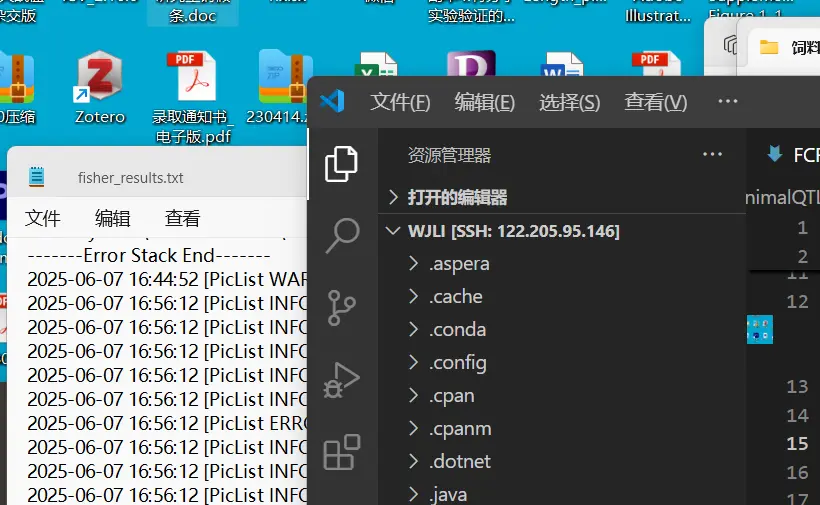 条.doc
杂交版
实验验证的...
Illustrat...
Figure 1_1
饲料
PDF
ZIP
PDF
压缩
Zotero
录取通知书_
电子版.pdf
230414.z
文件(F)
编辑(E)
选择(S)
查看(V)
···
资源管理器
···
FCR
打开的编辑器
nimalQTL
WJLI [SSH: 122.205.95.146]
.aspera
.cache
.conda
.config
.cpan
.cpanm
.dotnet
.java
1
2
11
12
13
14
15
16
17
fisher_results.txt
文件
编辑
查看
-------Error Stack End-------
2025-06-07 16:44:52 [PicList WAR
2025-06-07 16:56:12 [PicList INFO
2025-06-07 16:56:12 [PicList INFO
2025-06-07 16:56:12 [PicList INFO
2025-06-07 16:56:12 [PicList INFO
2025-06-07 16:56:12 [PicList INFO
2025-06-07 16:56:12 [PicList ERRO
2025-06-07 16:56:12 [PicList INFO
2025-06-07 16:56:12 [PicList INFO
2025-06-07 16:56:12 [PicList INFO